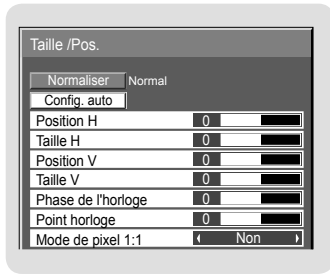 Taille /Pos.
Normaliser Normal
Config. auto
Position H 0
Taille H 0
Position V 0
Taille V 0
Phase de l'horloge 0
Point horloge 0
Mode de pixel 1:1 Non